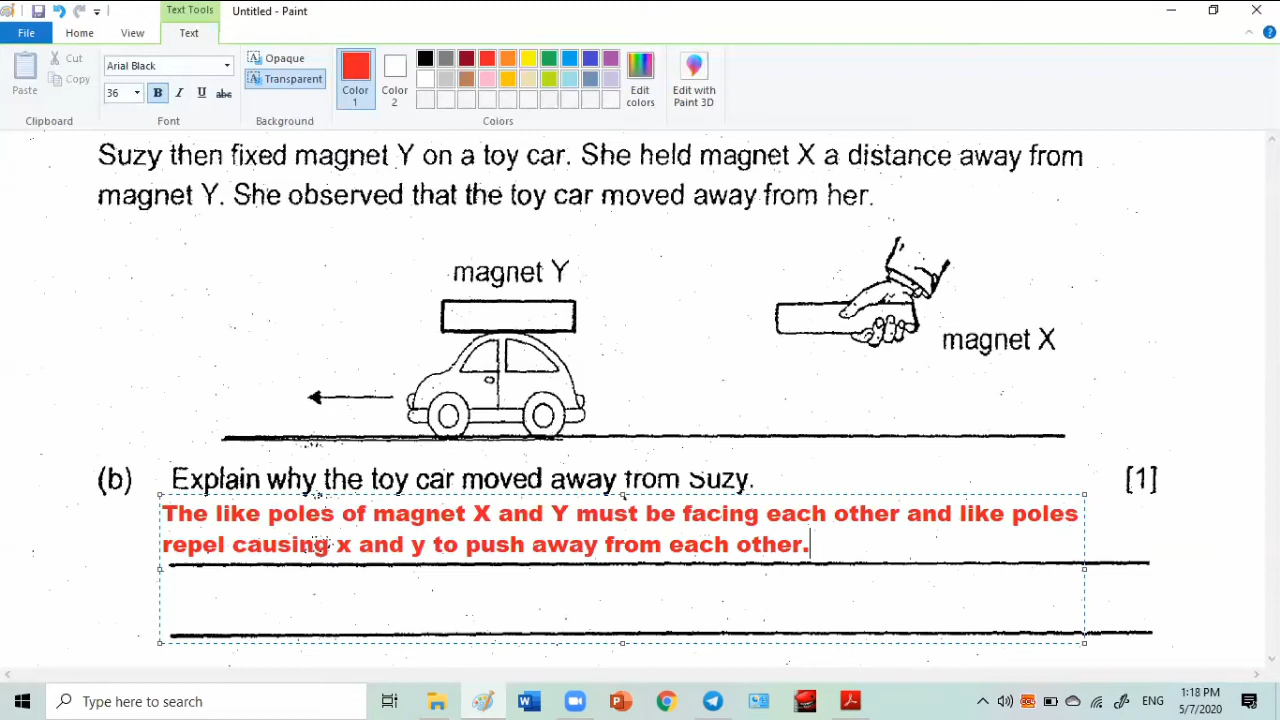 Text Tools
Untitled - Paint
File
Home
View
Text
Paste
Cut
Copy
Clipboard
Arial Black
36
B I U abc
Font
Opaque
Transparent
Background
Color 1
Color 2
Edit colors
Edit with Paint 3D
Colors
Suzy then fixed magnet Y on a toy car. She held magnet X a distance away from
magnet Y. She observed that the toy car moved away from her.
magnet Y
magnet X
(b) Explain why the toy car moved away from Suzy. [1]
The like poles of magnet X and Y must be facing each other and like poles
repel causing x and y to push away from each other.
Type here to search
ENG
1:18 PM
5/7/2020